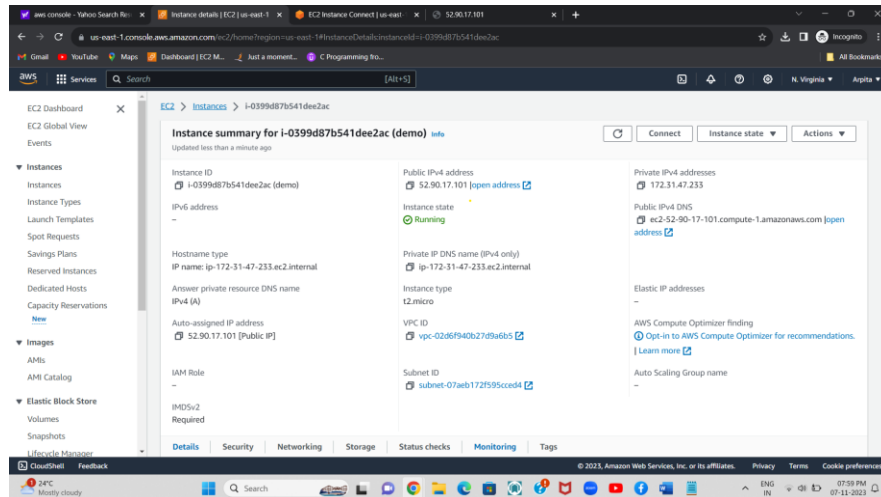 aws console - Yahoo Search Res
Instance details | EC2 | us-east-1
EC2 Instance Connect | us-east-
52.90.17.101
us-east-1.console.aws.amazon.com/ec2/home?region=us-east-1#InstanceDetails:instanceId=i-0399d87b541dee2ac
Incognito
Gmail YouTube Maps Dashboard | EC2 M... Just a moment... C Programming fro... All Bookmarks
aws Services Search [Alt+S] N. Virginia Arpita
EC2 Dashboard
EC2 Global View
Events
Instances
Instances
Instance Types
Launch Templates
Spot Requests
Savings Plans
Reserved Instances
Dedicated Hosts
Capacity Reservations
New
Images
AMIs
AMI Catalog
Elastic Block Store
Volumes
Snapshots
Lifecycle Manager
EC2 > Instances > i-0399d87b541dee2ac
Instance summary for i-0399d87b541dee2ac (demo) Info
Updated less than a minute ago
Connect Instance state Actions
Instance ID
i-0399d87b541dee2ac (demo)
Public IPv4 address
52.90.17.101 |open address
Private IPv4 addresses
172.31.47.233
IPv6 address
–
Instance state
Running
Public IPv4 DNS
ec2-52-90-17-101.compute-1.amazonaws.com |open
address
Hostname type
IP name: ip-172-31-47-233.ec2.internal
Private IP DNS name (IPv4 only)
ip-172-31-47-233.ec2.internal
Answer private resource DNS name
IPv4 (A)
Instance type
t2.micro
Elastic IP addresses
–
Auto-assigned IP address
52.90.17.101 [Public IP]
VPC ID
vpc-02d6f940b27d9a6b5
AWS Compute Optimizer finding
Opt-in to AWS Compute Optimizer for recommendations.
| Learn more
IAM Role
–
Subnet ID
subnet-07aeb172f595cced4
Auto Scaling Group name
–
IMDSv2
Required
Details Security Networking Storage Status checks Monitoring Tags
CloudShell Feedback © 2023, Amazon Web Services, Inc. or its affiliates. Privacy Terms Cookie preferences
24°C
Mostly cloudy
Search
ENG
IN
07:59 PM
07-11-2023